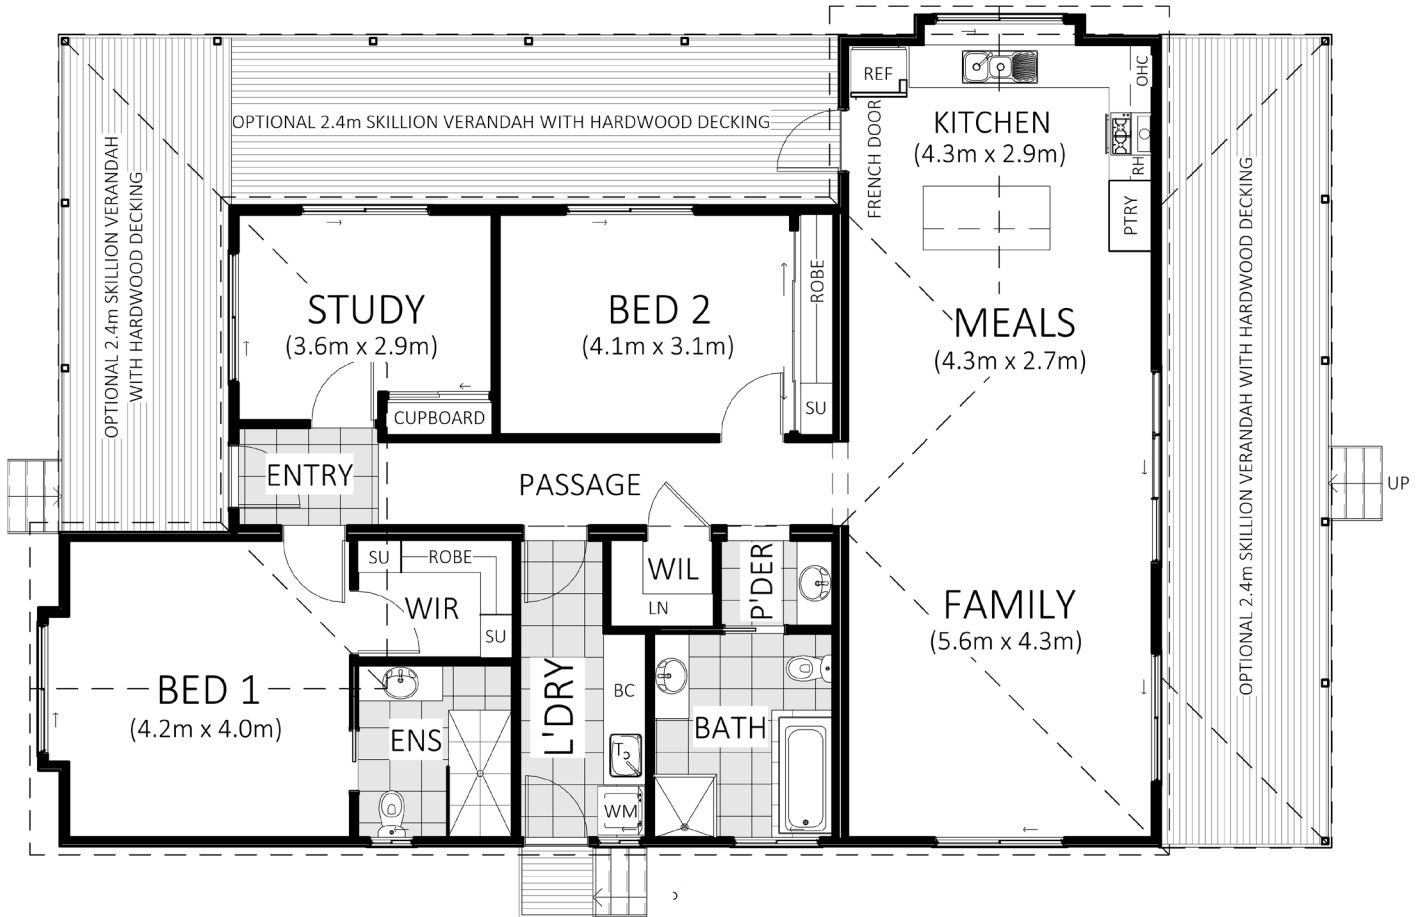 REF
OHC
OPTIONAL 2.4m SKILLION VERANDAH WITH HARDWOOD DECKING
KITCHEN
(4.3m x 2.9m)
FRENCH DOOR
RH
PTRY
OPTIONAL 2.4m SKILLION VERANDAH
WITH HARDWOOD DECKING
OPTIONAL 2.4m SKILLION VERANDAH WITH HARDWOOD DECKING
STUDY
(3.6m x 2.9m)
BED 2
(4.1m x 3.1m)
ROBE
SU
MEALS
(4.3m x 2.7m)
CUPBOARD
ENTRY
PASSAGE
UP
SU
ROBE
WIR
SU
WIL
LN
P'DER
FAMILY
(5.6m x 4.3m)
BED 1
(4.2m x 4.0m)
ENS
L'DRY
BC
T
BATH
WM